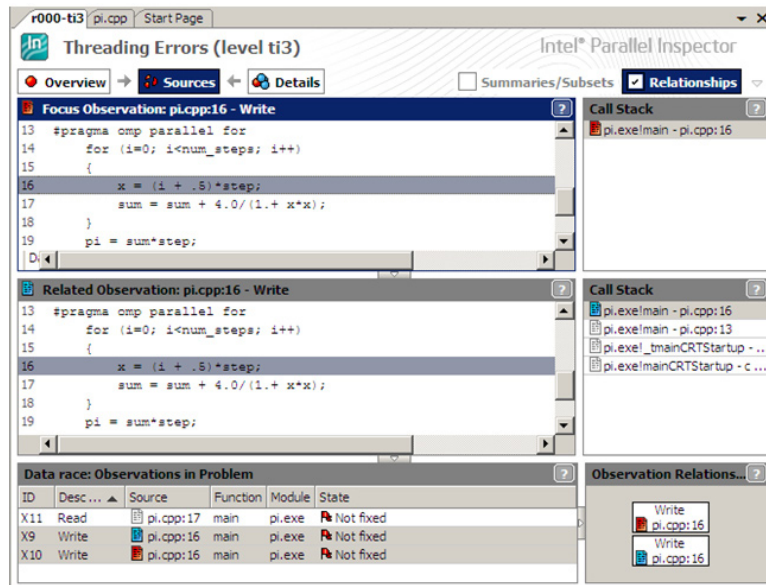 r000-ti3 pi.cpp Start Page
Threading Errors (level ti3) Intel® Parallel Inspector
Overview Sources Details Summaries/Subsets Relationships
Focus Observation: pi.cpp:16 - Write ? Call Stack
13 #pragma omp parallel for pi.exe!main - pi.cpp:16
14 for (i=0; i<num_steps; i++)
15 {
16 x = (i + .5)*step;
17 sum = sum + 4.0/(1.+ x*x);
18 }
19 pi = sum*step;
Related Observation: pi.cpp:16 - Write ? Call Stack ?
13 #pragma omp parallel for pi.exe!main - pi.cpp:16
14 for (i=0; i<num_steps; i++) pi.exe!main - pi.cpp:13
15 { pi.exe!_tmainCRTStartup - ...
16 x = (i + .5)*step; pi.exe!mainCRTStartup - c ...
17 sum = sum + 4.0/(1.+ x*x);
18 }
19 pi = sum*step;
Data race: Observations in Problem ? Observation Relations... ?
ID Desc ... Source Function Module State
X11 Read pi.cpp:17 main pi.exe Not fixed
X9 Write pi.cpp:16 main pi.exe Not fixed
X10 Write pi.cpp:16 main pi.exe Not fixed
Write
pi.cpp:16
Write
pi.cpp:16